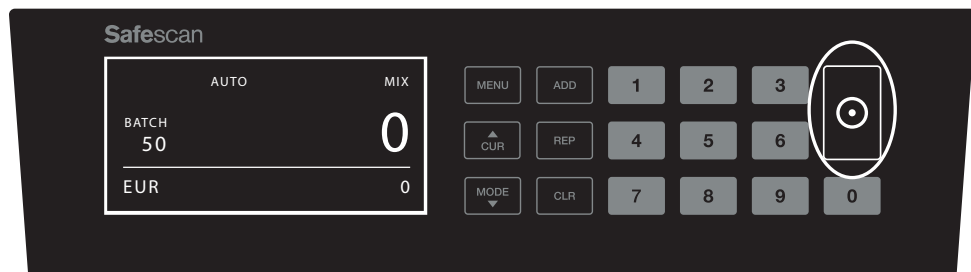 Safescan
AUTO MIX
BATCH
50 0
EUR 0
MENU ADD 1 2 3
CUR REP 4 5 6
MODE CLR 7 8 9 0